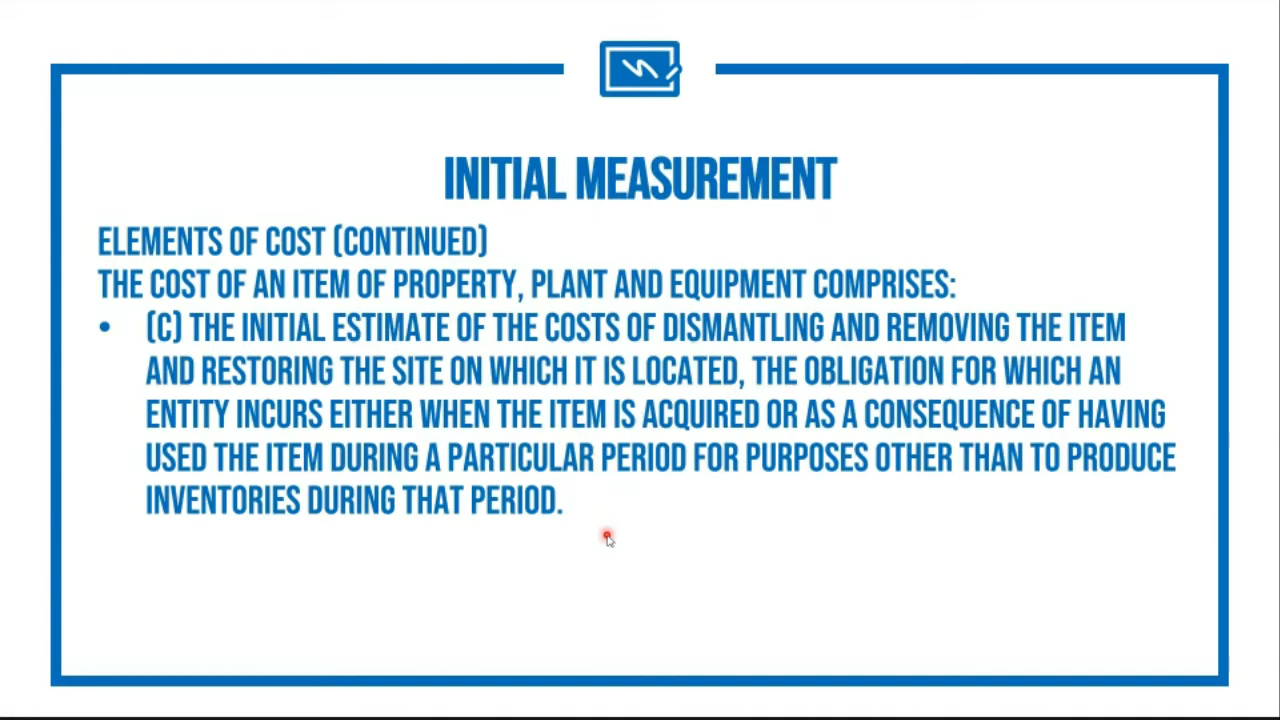 INITIAL MEASUREMENT
ELEMENTS OF COST (CONTINUED)
THE COST OF AN ITEM OF PROPERTY, PLANT AND EQUIPMENT COMPRISES:
• (C) THE INITIAL ESTIMATE OF THE COSTS OF DISMANTLING AND REMOVING THE ITEM
AND RESTORING THE SITE ON WHICH IT IS LOCATED, THE OBLIGATION FOR WHICH AN
ENTITY INCURS EITHER WHEN THE ITEM IS ACQUIRED OR AS A CONSEQUENCE OF HAVING
USED THE ITEM DURING A PARTICULAR PERIOD FOR PURPOSES OTHER THAN TO PRODUCE
INVENTORIES DURING THAT PERIOD.